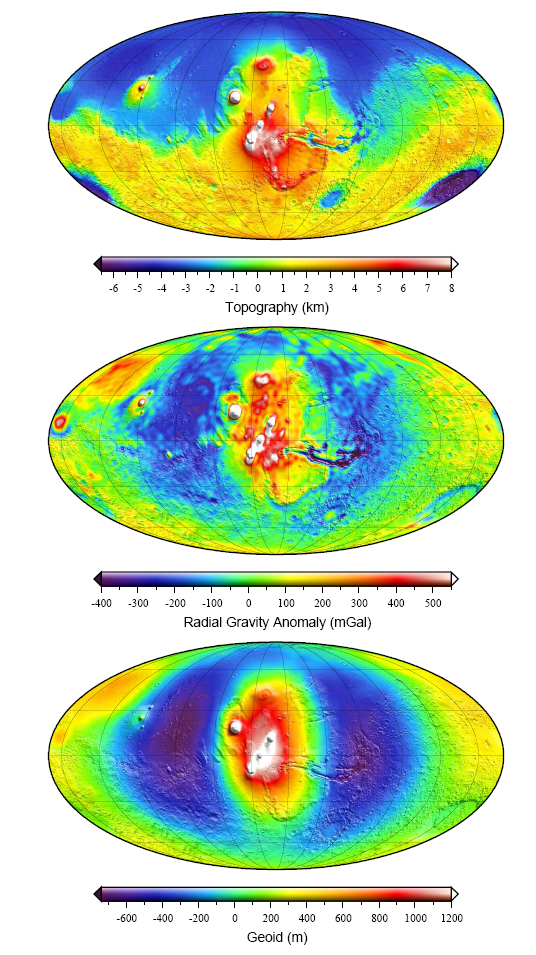 -6 -5 -4 -3 -2 -1 0 1 2 3 4 5 6 7 8
Topography (km)
-400 -300 -200 -100 0 100 200 300 400 500
Radial Gravity Anomaly (mGal)
-600 -400 -200 0 200 400 600 800 1000 1200
Geoid (m)